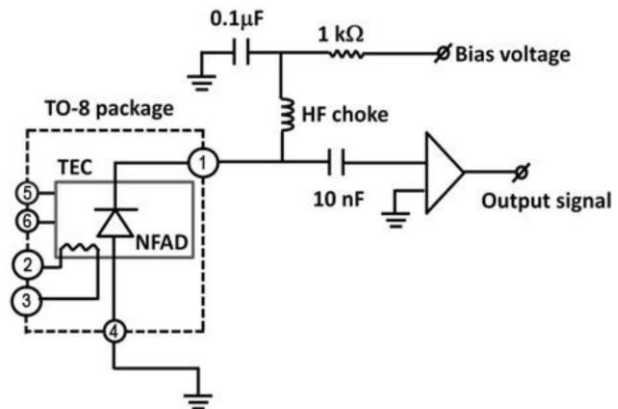 0.1μF
1 kΩ
Bias voltage
TO-8 package
HF choke
1
TEC
5
6
10 nF
Output signal
NFAD
2
3
4